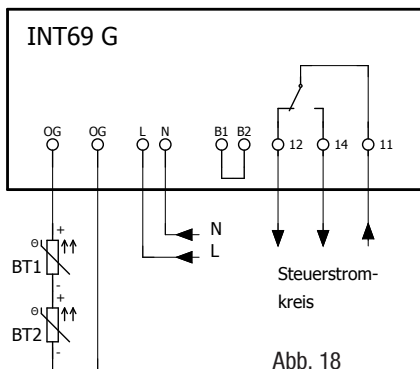 INT69 G
OG OG L N B1 B2 12 14 11
N
L
+
Θ
BT1
-
+
Θ
BT2
-
Steuerstrom-
kreis
Abb. 18